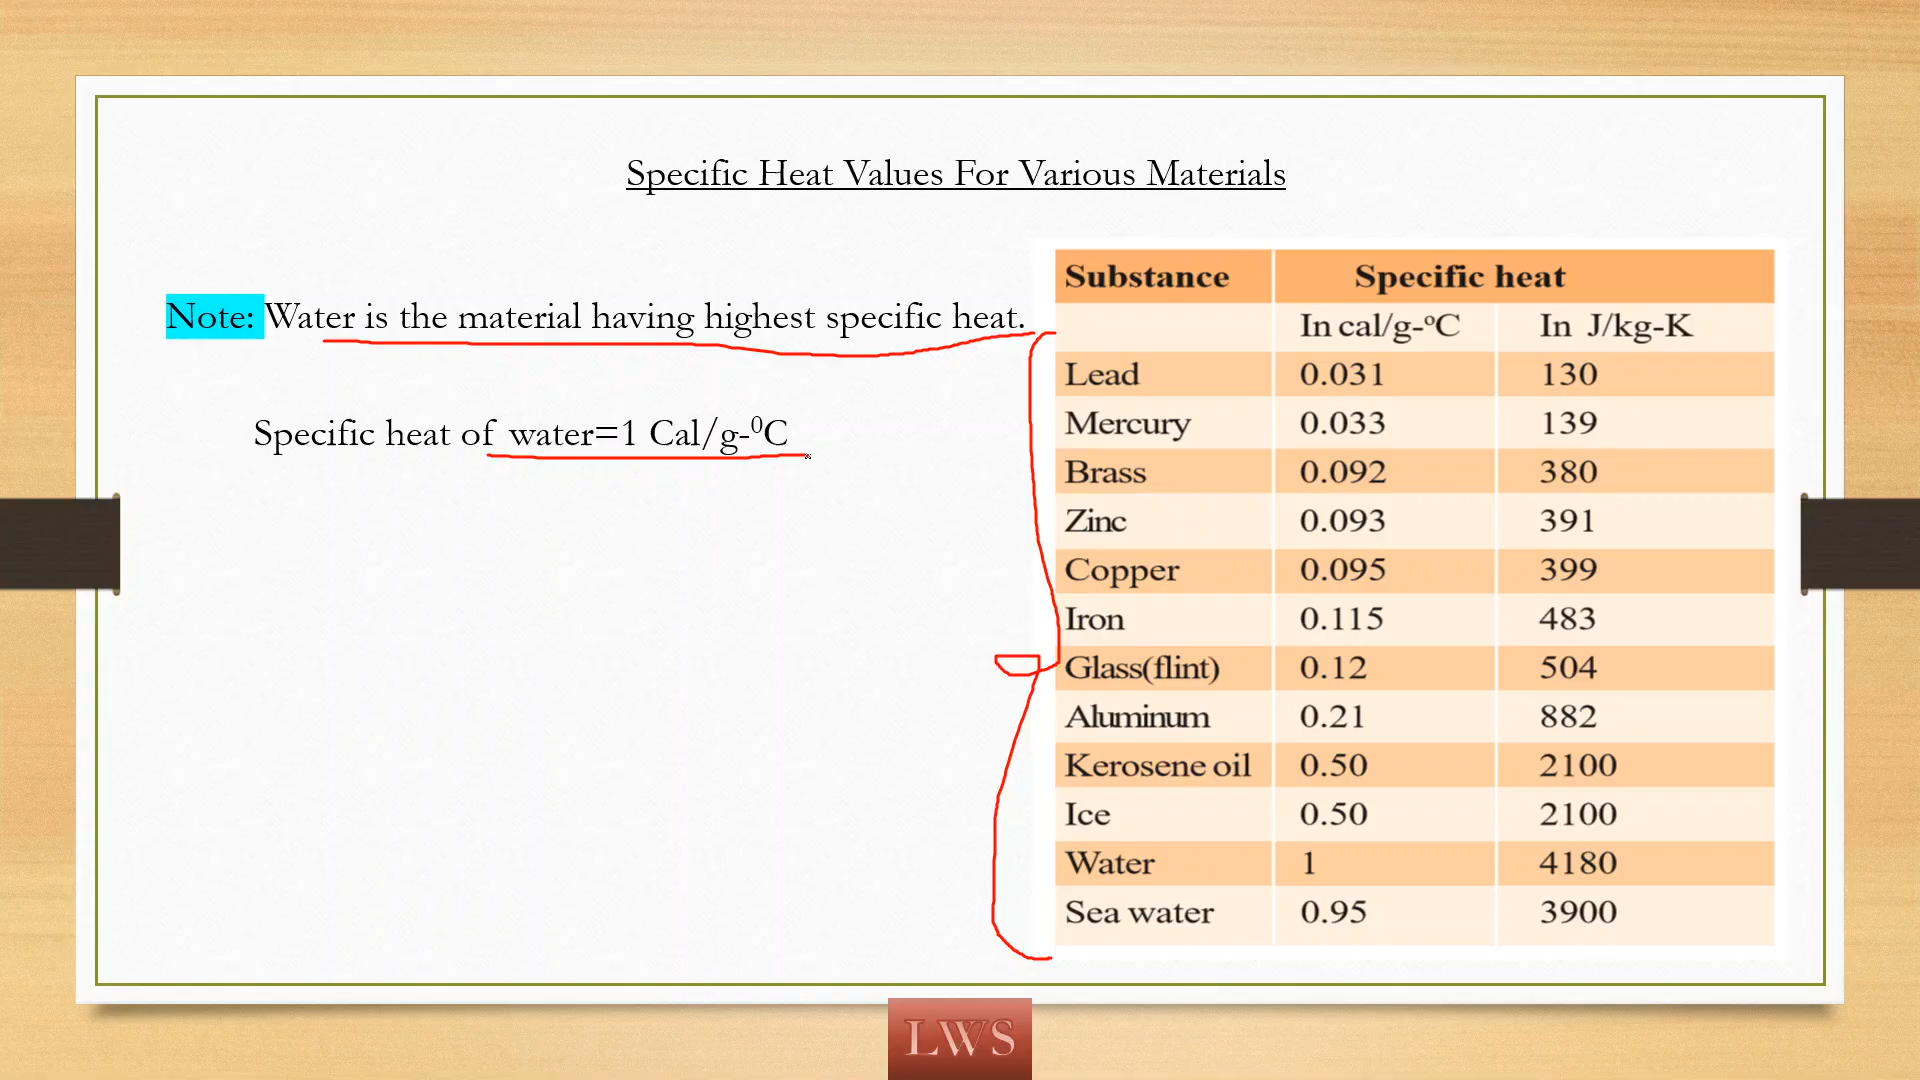 Specific Heat Values For Various Materials
Note: Water is the material having highest specific heat.
Specific heat of water=1 Cal/g-⁰C
Substance Specific heat
In cal/g-°C In J/kg-K
Lead 0.031 130
Mercury 0.033 139
Brass 0.092 380
Zinc 0.093 391
Copper 0.095 399
Iron 0.115 483
Glass(flint) 0.12 504
Aluminum 0.21 882
Kerosene oil 0.50 2100
Ice 0.50 2100
Water 1 4180
Sea water 0.95 3900
LWS